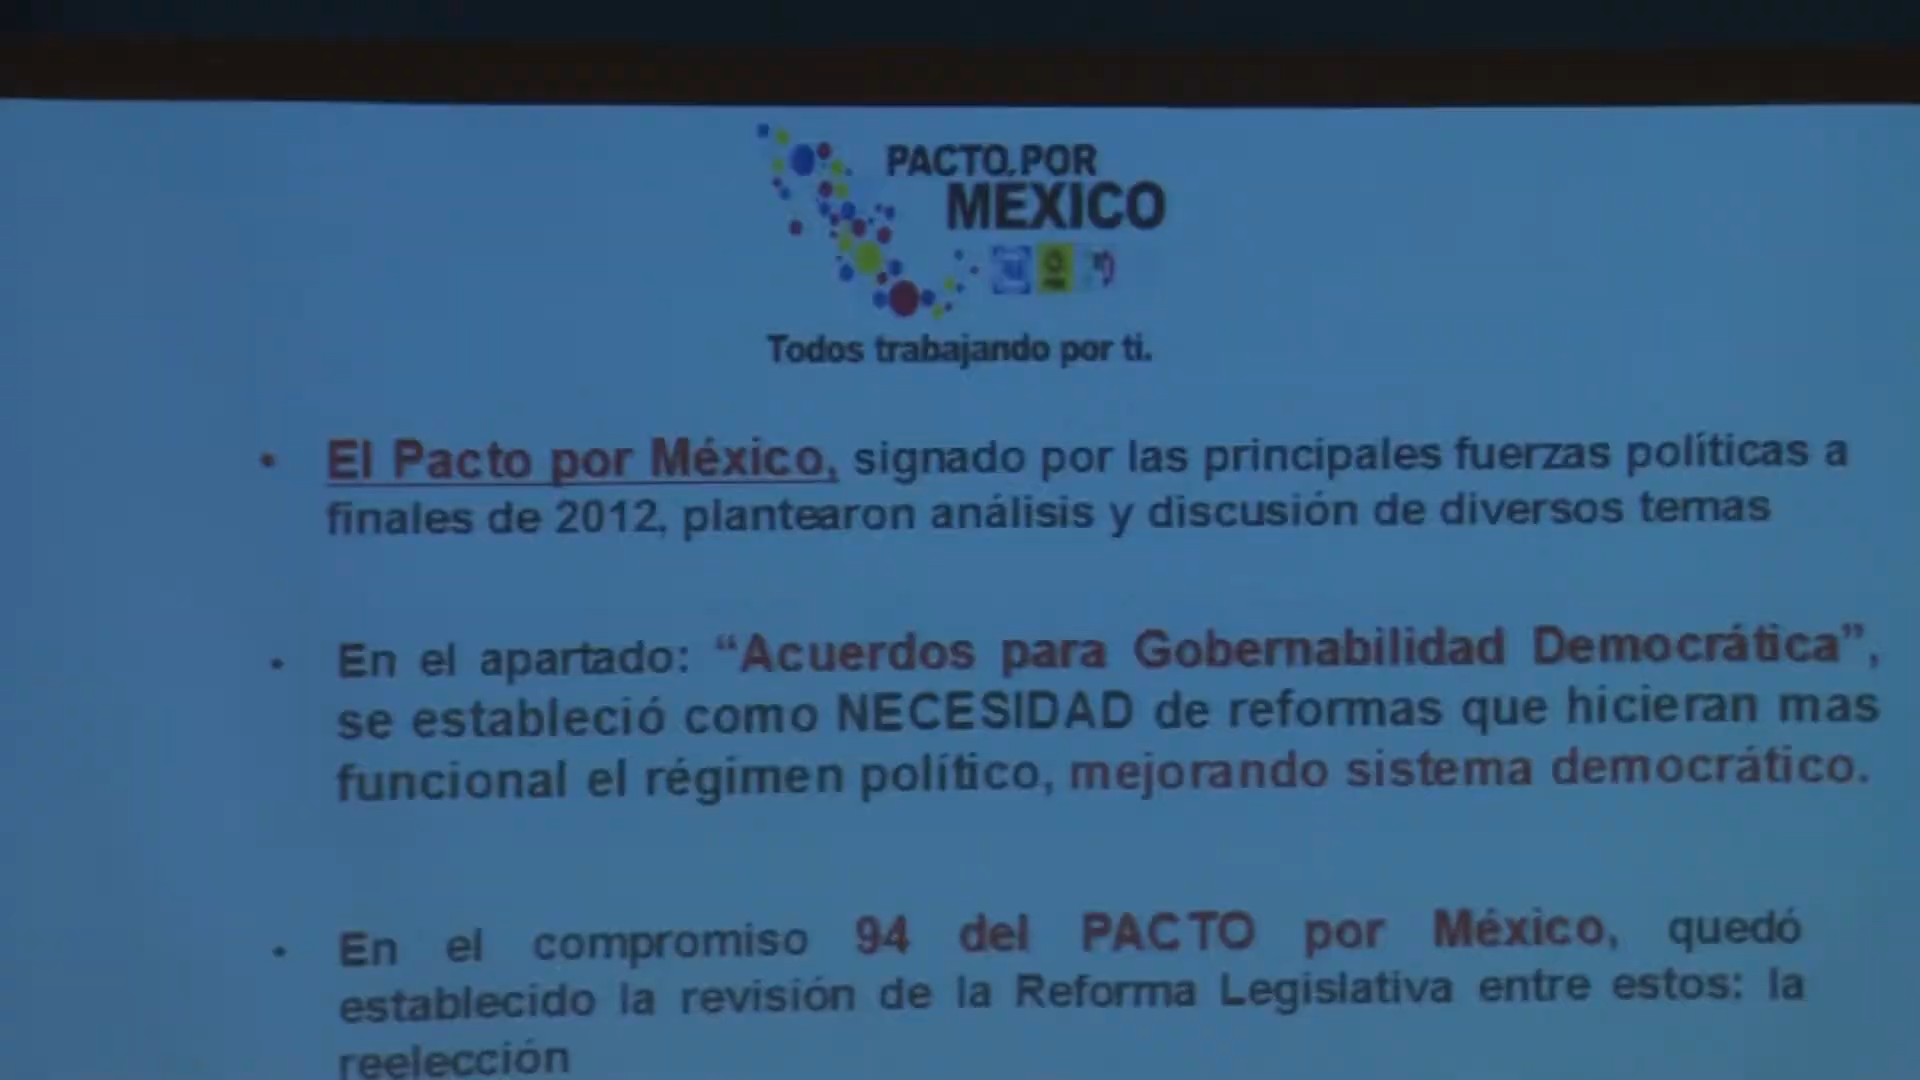 PACTO POR
MEXICO
Todos trabajando por ti.
• El Pacto por México, signado por las principales fuerzas políticas a
finales de 2012, plantearon análisis y discusión de diversos temas
• En el apartado: “Acuerdos para Gobernabilidad Democrática”,
se estableció como NECESIDAD de reformas que hicieran mas
funcional el régimen político, mejorando sistema democrático.
• En el compromiso 94 del PACTO por México, quedó
establecido la revisión de la Reforma Legislativa entre estos: la
reelección